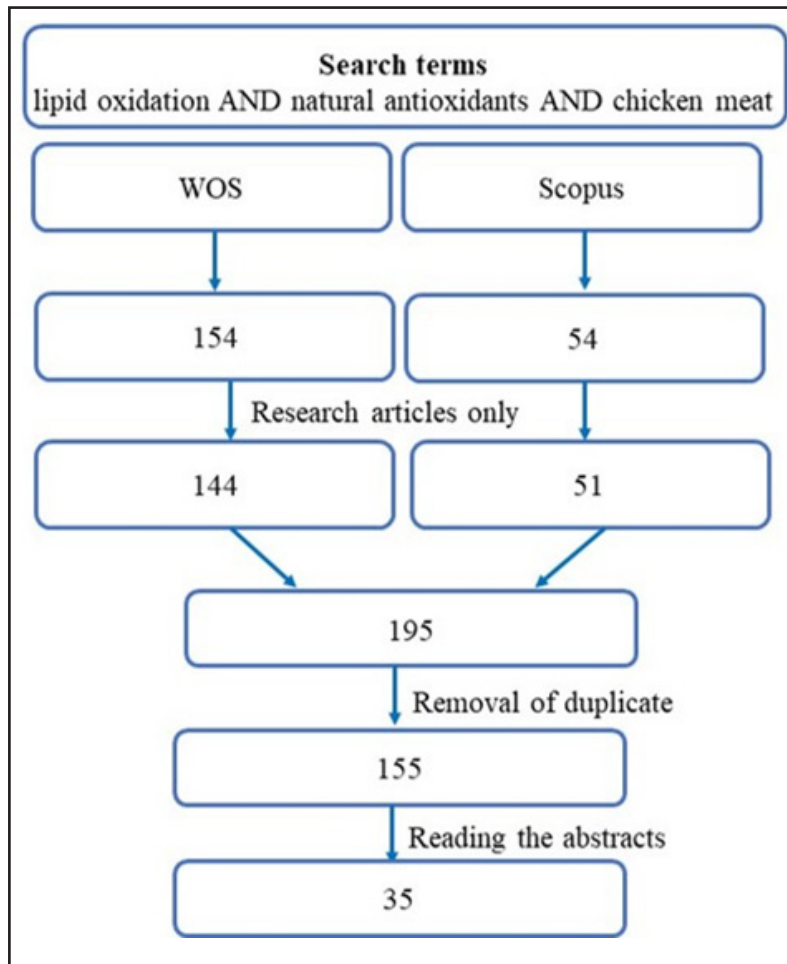 Search terms
lipid oxidation AND natural antioxidants AND chicken meat
WOS
Scopus
154
54
Research articles only
144
51
195
Removal of duplicate
155
Reading the abstracts
35